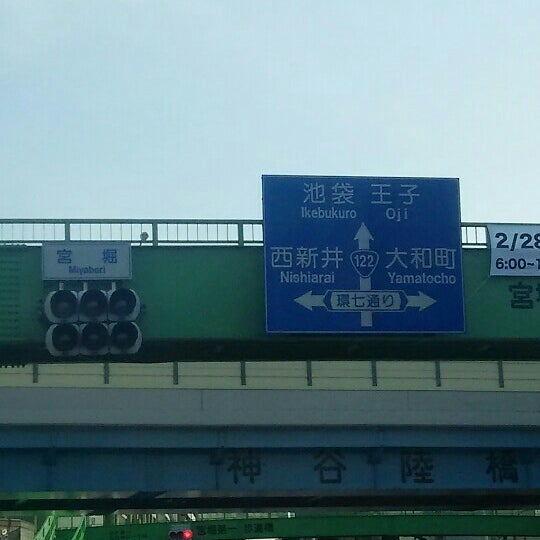 池袋 王子
Ikebukuro Oji
西新井 122 大和町
Nishiarai Yamatocho
環七通り
宮堀
Miyabori
2/28
6:00~1
宮
神谷陸橋